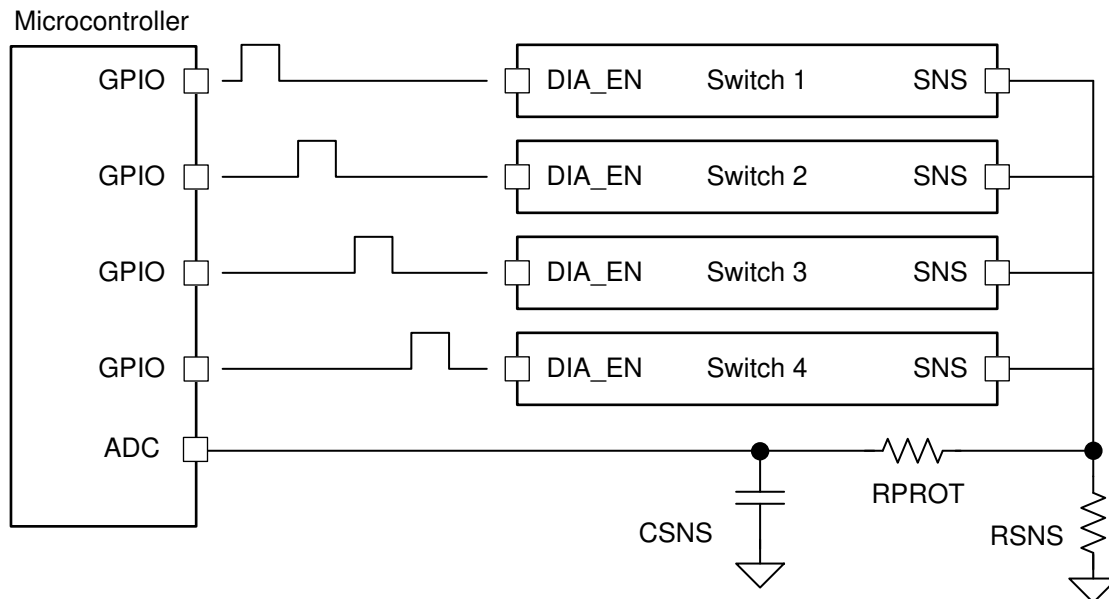 Microcontroller
GPIO DIA_EN Switch 1 SNS
GPIO DIA_EN Switch 2 SNS
GPIO DIA_EN Switch 3 SNS
GPIO DIA_EN Switch 4 SNS
ADC
RPROT
CSNS RSNS